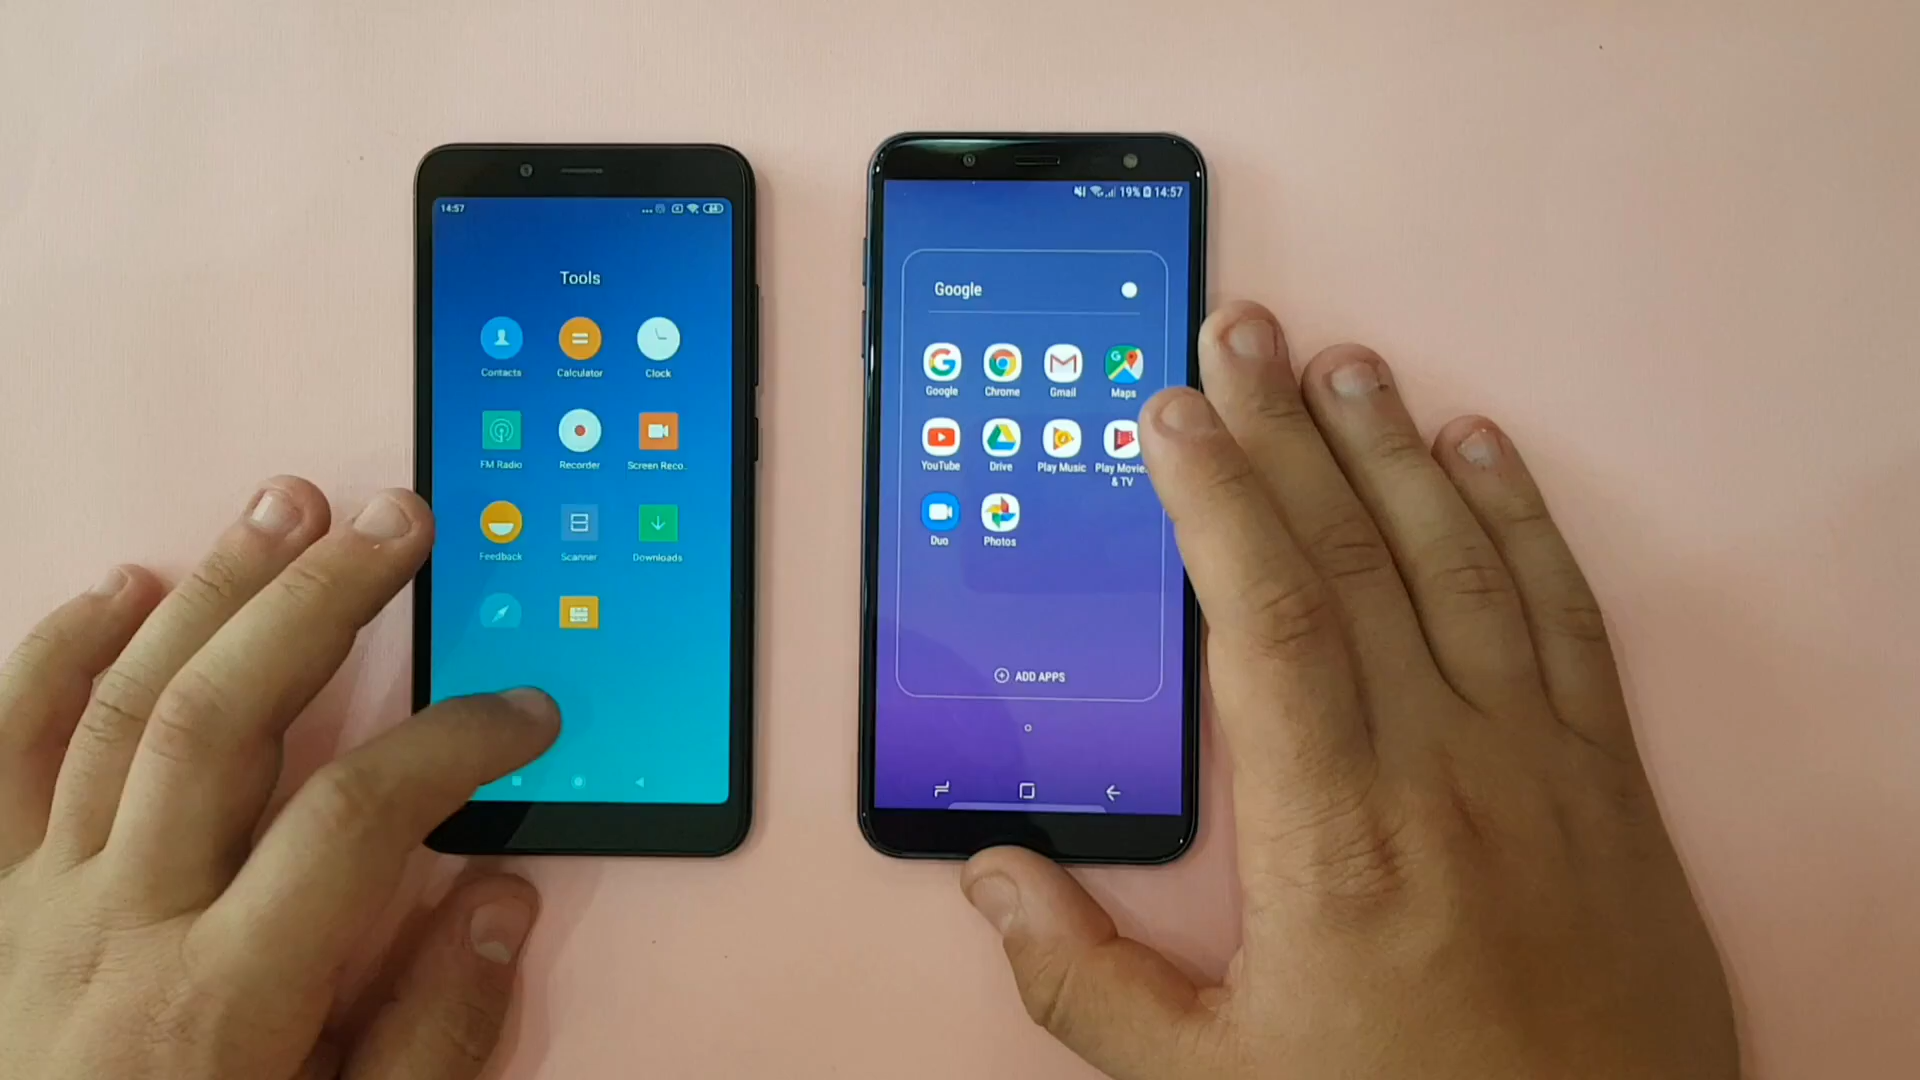 14:57
Tools
Contacts
Calculator
Clock
FM Radio
Recorder
Screen Reco..
Feedback
Scanner
Downloads
19% 14:57
Google
Google
Chrome
Gmail
Maps
YouTube
Drive
Play Music
Play Movie
& TV
Duo
Photos
ADD APPS